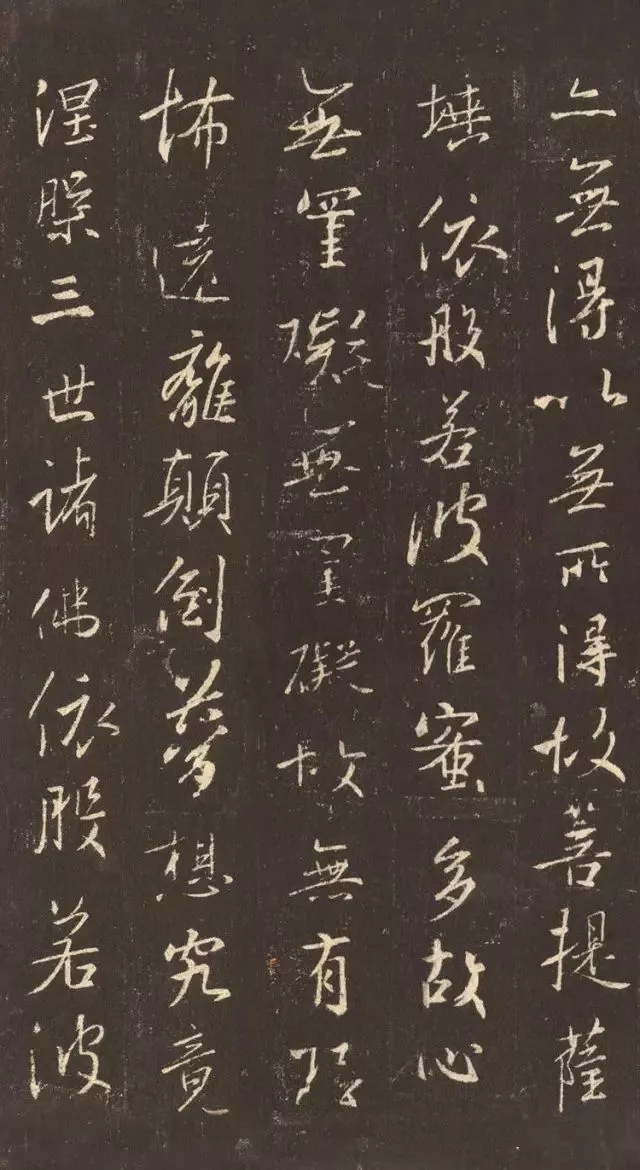 亦無得以無所得故菩提薩
埵依般若波羅蜜多故心
無罣礙無罣礙故無有恐
怖遠離顛倒夢想究竟
涅槃三世諸佛依般若波